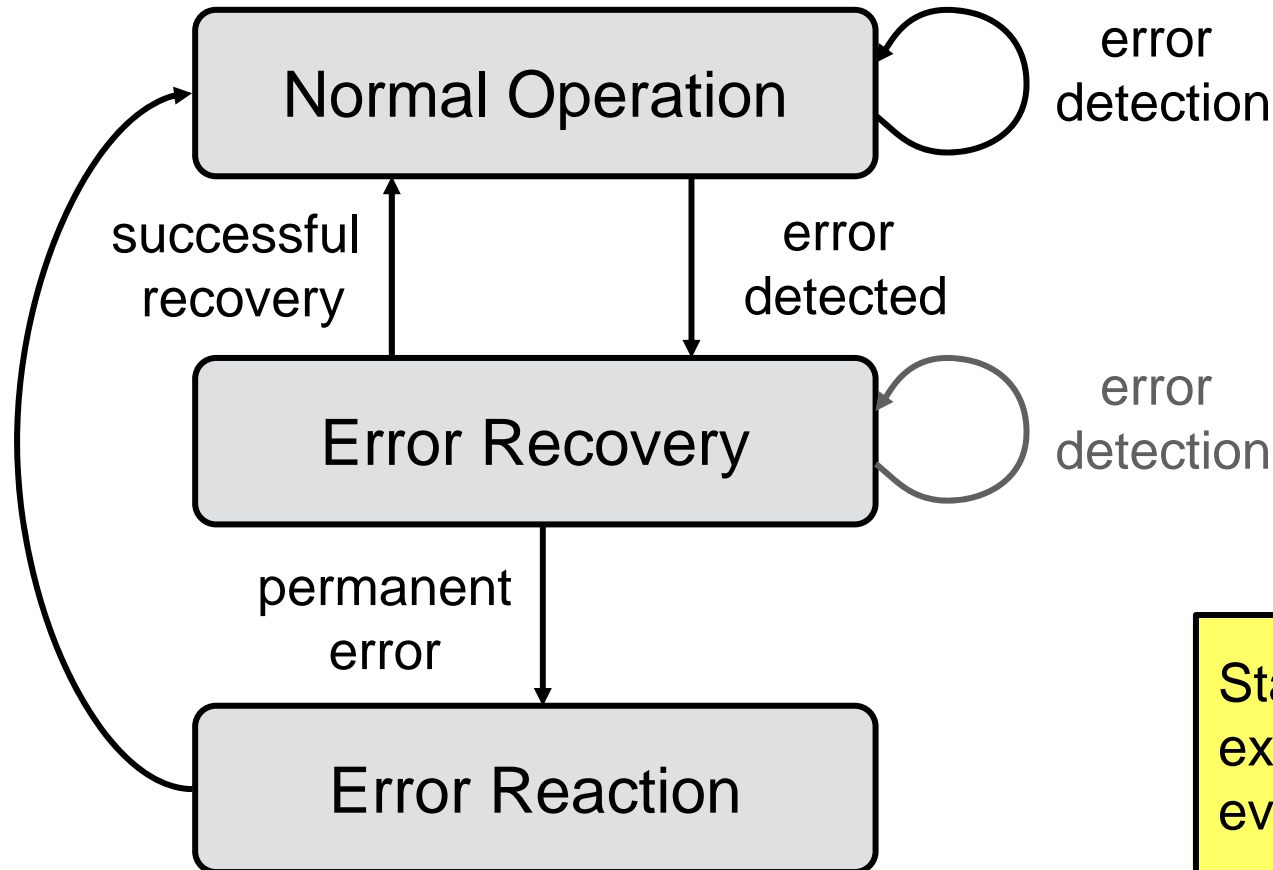 Normal Operation
error
detection
successful
recovery
error
detected
Error Recovery
error
detection
permanent
error
Error Reaction